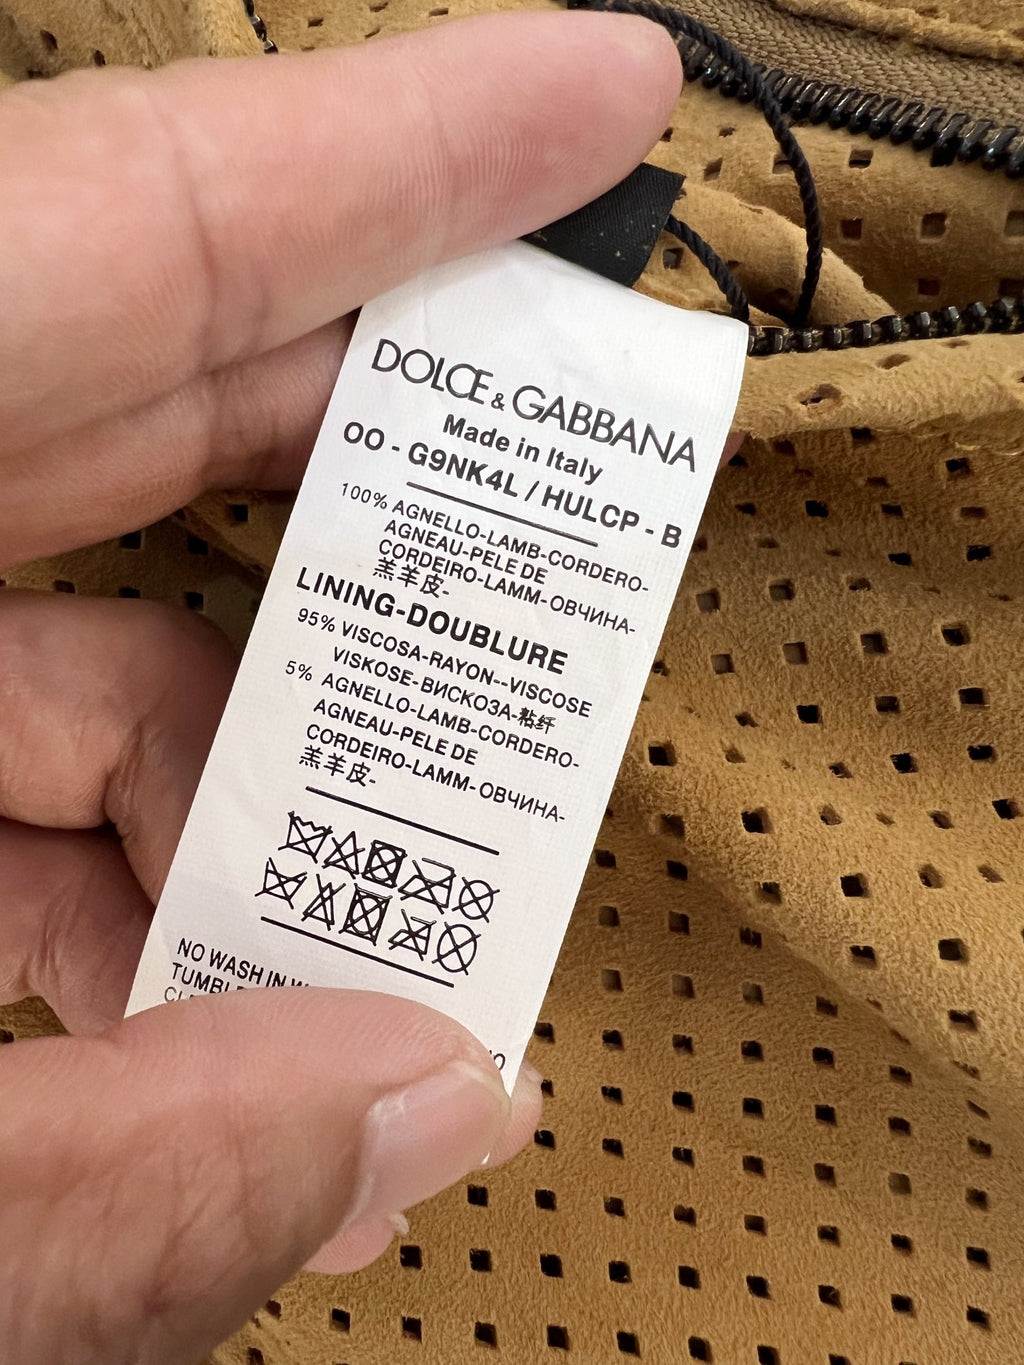 DOLCE & GABBANA
Made in Italy
OO - G9NK4L / HULCP - B
100% AGNELLO-LAMB-CORDERO-
AGNEAU-PELE DE
CORDEIRO-LAMM-ОВЧИНА-
羔羊皮-
LINING-DOUBLURE
95% VISCOSA-RAYON--VISCOSE
VISKOSE-ВИСКОЗА-粘纤
5% AGNELLO-LAMB-CORDERO-
AGNEAU-PELE DE
CORDEIRO-LAMM-ОВЧИНА-
羔羊皮-
NO WASH IN